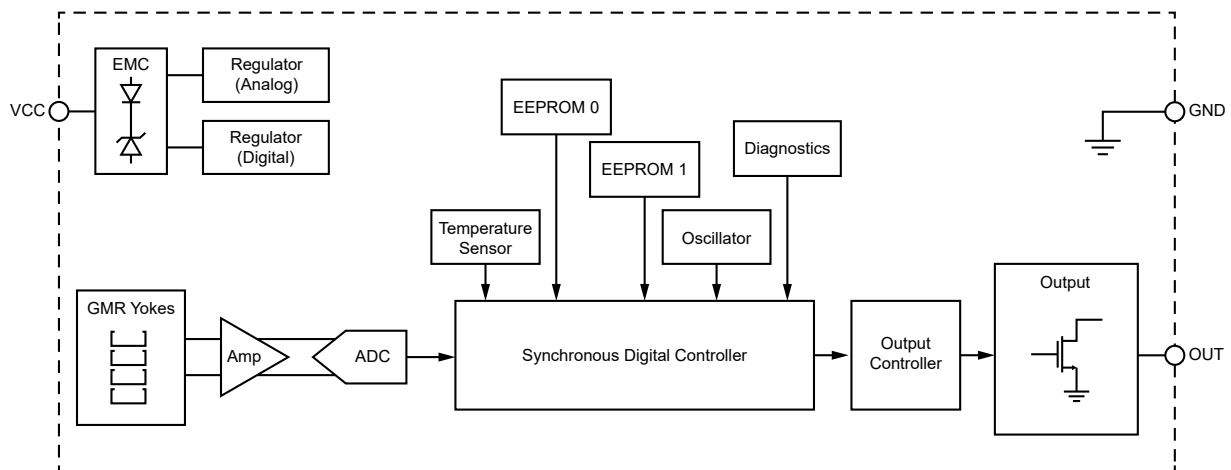 EMC
Regulator
(Analog)
VCC
EEPROM 0
GND
Regulator
(Digital)
Diagnostics
EEPROM 1
Temperature
Sensor
Oscillator
GMR Yokes
Output
Amp
ADC
Synchronous Digital Controller
Output
Controller
OUT